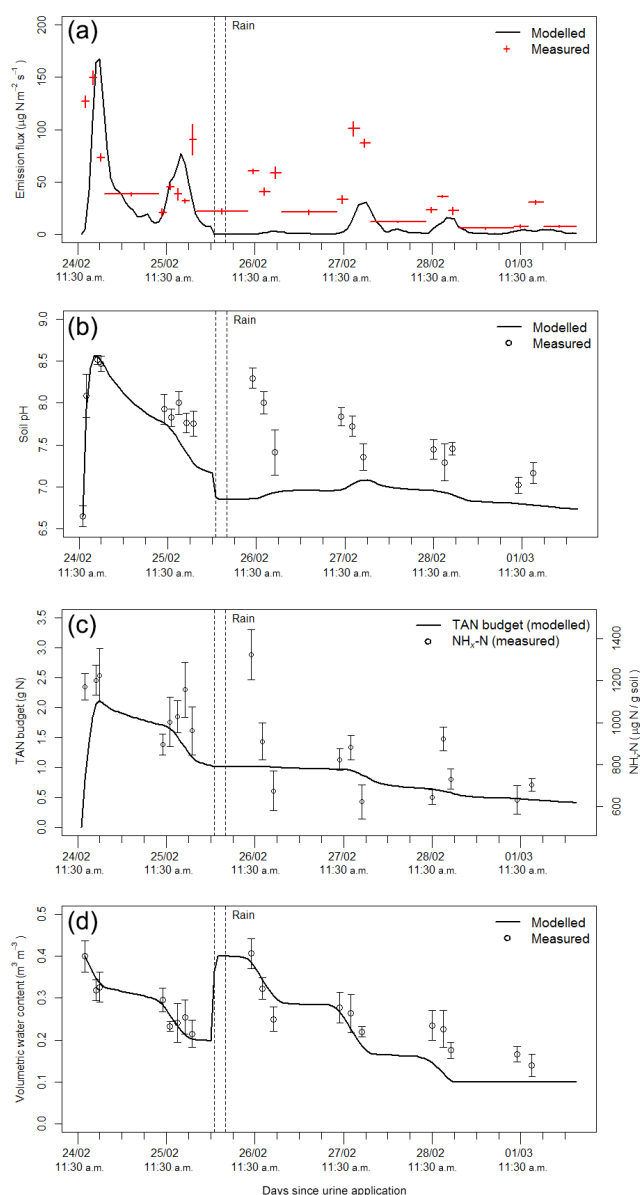 (a)
Rain
Modelled
Measured
Emission flux (µg N m⁻² s⁻¹)
200
150
100
50
0
24/02 25/02 26/02 27/02 28/02 01/03
11:30 a.m. 11:30 a.m. 11:30 a.m. 11:30 a.m. 11:30 a.m. 11:30 a.m.
(b)
Rain
Modelled
Measured
Soil pH
9.0
8.5
8.0
7.5
7.0
6.5
24/02 25/02 26/02 27/02 28/02 01/03
11:30 a.m. 11:30 a.m. 11:30 a.m. 11:30 a.m. 11:30 a.m. 11:30 a.m.
(c)
Rain
TAN budget (modelled)
NHₓ-N (measured)
TAN budget (g N)
3.5
3.0
2.5
2.0
1.5
1.0
0.5
0.0
1400
1200
1000
800
600
NHₓ-N (µg N / g soil)
24/02 25/02 26/02 27/02 28/02 01/03
11:30 a.m. 11:30 a.m. 11:30 a.m. 11:30 a.m. 11:30 a.m. 11:30 a.m.
(d)
Rain
Modelled
Measured
Volumetric water content (m³ m⁻³)
0.5
0.4
0.3
0.2
0.1
0.0
24/02 25/02 26/02 27/02 28/02 01/03
11:30 a.m. 11:30 a.m. 11:30 a.m. 11:30 a.m. 11:30 a.m. 11:30 a.m.
Days since urine application